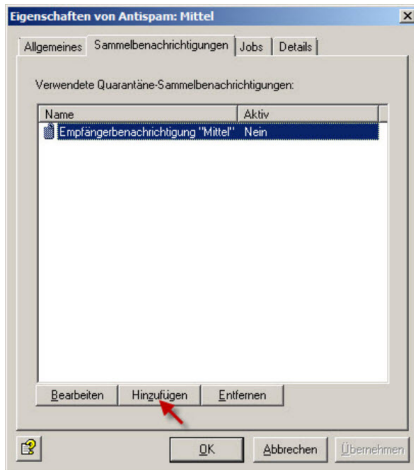 Eigenschaften von Antispam: Mittel
Allgemeines Sammelbenachrichtigungen Jobs Details
Verwendete Quarantäne-Sammelbenachrichtigungen:
Name Aktiv
Empfängerbenachrichtigung "Mittel" Nein
Bearbeiten Hinzufügen Entfernen
OK Abbrechen Übernehmen